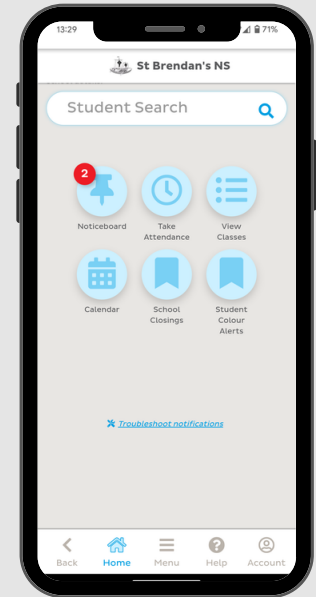 13:29
71%
St Brendan's NS
Student Search
2
Noticeboard
Take
Attendance
View
Classes
Calendar
School
Closings
Student
Colour
Alerts
Troubleshoot notifications
Back
Home
Menu
Help
Account